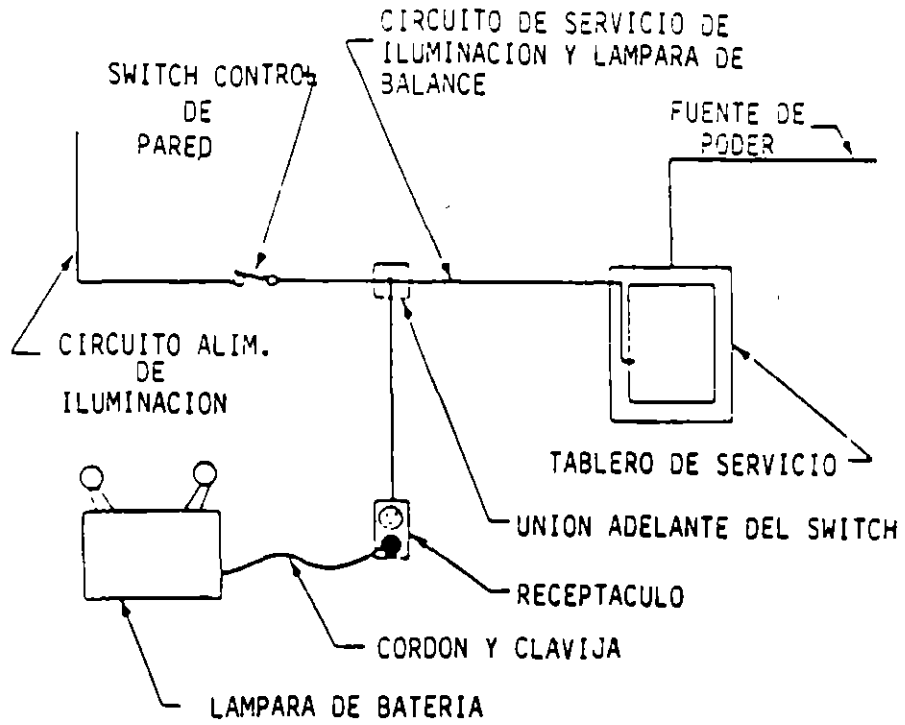 CIRCUITO DE SERVICIO DE
ILUMINACION Y LAMPARA DE
BALANCE
SWITCH CONTROL
DE
PARED
FUENTE DE
PODER
CIRCUITO ALIM.
DE
ILUMINACION
TABLERO DE SERVICIO
UNION ADELANTE DEL SWITCH
RECEPTACULO
CORDON Y CLAVIJA
LAMPARA DE BATERIA